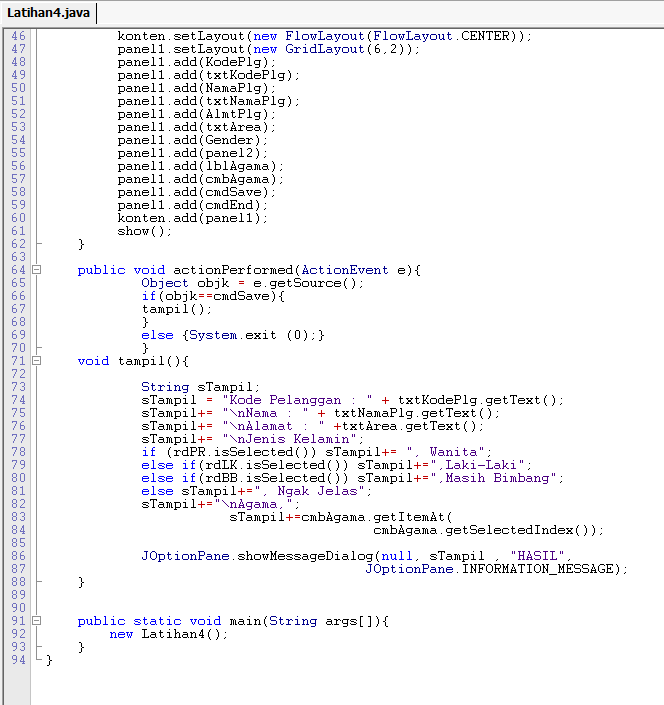 Latihan4.java
46 konten.setLayout(new FlowLayout(FlowLayout.CENTER));
47 panel1.setLayout(new GridLayout(6,2));
48 panel1.add(KodePlg);
49 panel1.add(txtKodePlg);
50 panel1.add(NamaPlg);
51 panel1.add(txtNamaPlg);
52 panel1.add(AlmtPlg);
53 panel1.add(txtArea);
54 panel1.add(Gender);
55 panel1.add(panel2);
56 panel1.add(lblAgama);
57 panel1.add(cmbAgama);
58 panel1.add(cmdSave);
59 panel1.add(cmdEnd);
60 konten.add(panel1);
61 show();
62 }
63
64 public void actionPerformed(ActionEvent e){
65 Object objk = e.getSource();
66 if(objk==cmdSave){
67 tampil();
68 }
69 else {System.exit (0);}
70 }
71 void tampil(){
72
73 String sTampil;
74 sTampil = "Kode Pelanggan : " + txtKodePlg.getText();
75 sTampil+= "\nNama : " + txtNamaPlg.getText();
76 sTampil+= "\nAlamat : " +txtArea.getText();
77 sTampil+= "\nJenis Kelamin";
78 if (rdPR.isSelected()) sTampil+= ", Wanita";
79 else if(rdLK.isSelected()) sTampil+=",Laki-Laki";
80 else if(rdBB.isSelected()) sTampil+=",Masih Bimbang";
81 else sTampil+=", Ngak Jelas";
82 sTampil+="\nAgama,";
83 sTampil+=cmbAgama.getItemAt(
84 cmbAgama.getSelectedIndex());
85
86 JOptionPane.showMessageDialog(null, sTampil , "HASIL",
87 JOptionPane.INFORMATION_MESSAGE);
88 }
89
90
91 public static void main(String args[]){
92 new Latihan4();
93 }
94 }